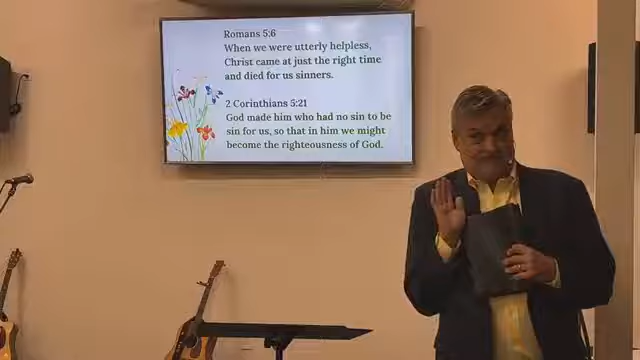 Romans 5:6
When we were utterly helpless,
Christ came at just the right time
and died for us sinners.
2 Corinthians 5:21
God made him who had no sin to be
sin for us, so that in him we might
become the righteousness of God.